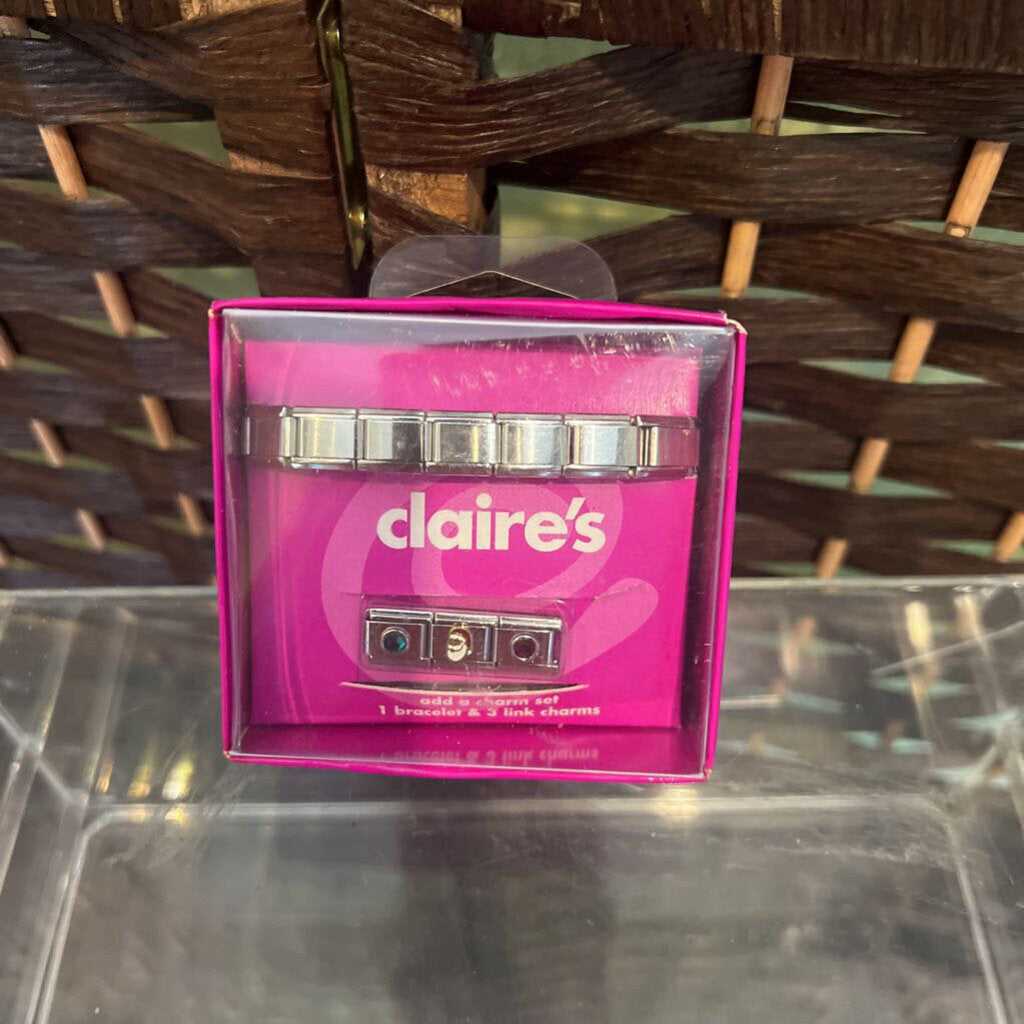 claire's
add a charm set
1 bracelet & 3 link charms